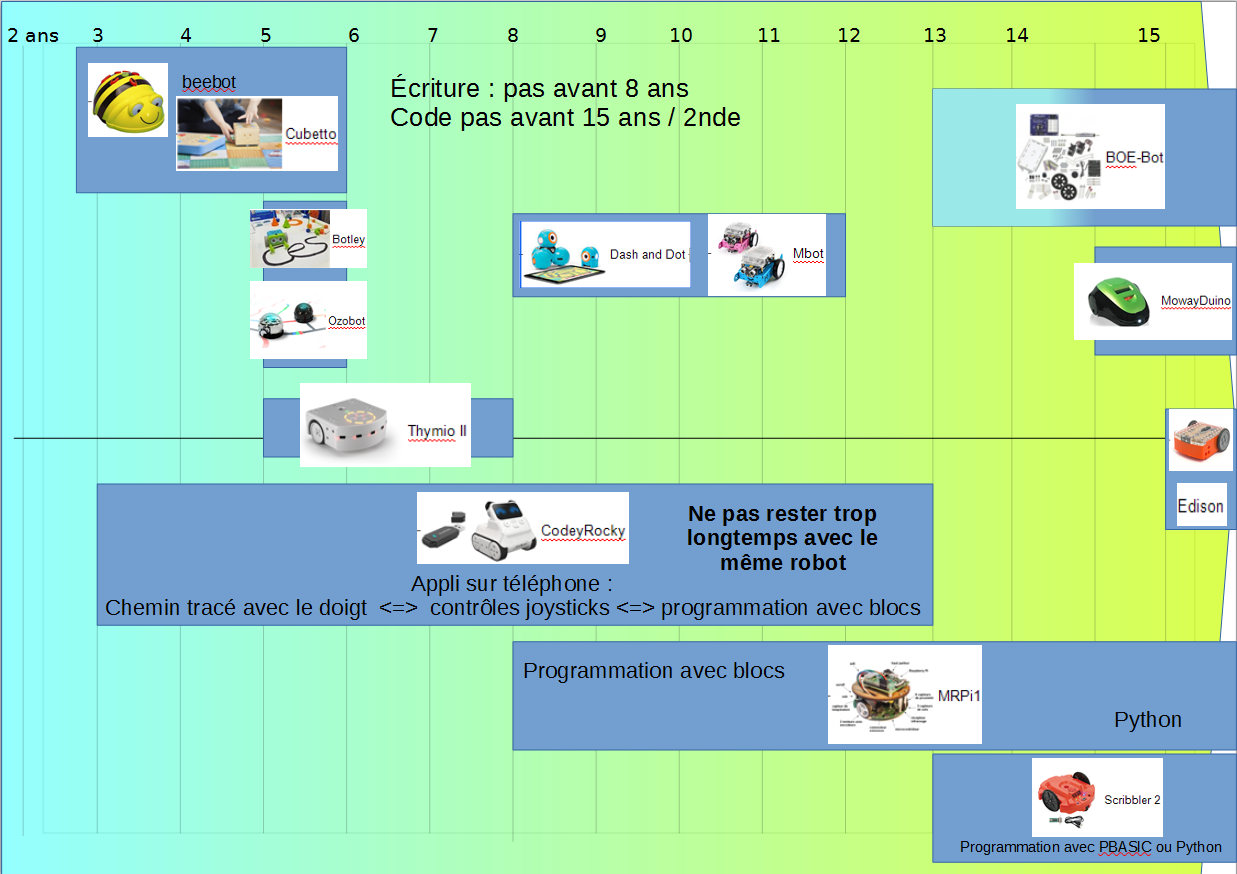 2 ans 3 4 5 6 7 8 9 10 11 12 13 14 15
beebot
Cubetto
Écriture : pas avant 8 ans
Code pas avant 15 ans / 2nde
BOE-Bot
Botley
Dash and Dot
Mbot
Ozobot
MowayDuino
Thymio II
Edison
CodeyRocky
Ne pas rester trop
longtemps avec le
même robot
Appli sur téléphone :
Chemin tracé avec le doigt <=> contrôles joysticks <=> programmation avec blocs
Programmation avec blocs
MRPi1
Python
Scribbler 2
Programmation avec PBASIC ou Python